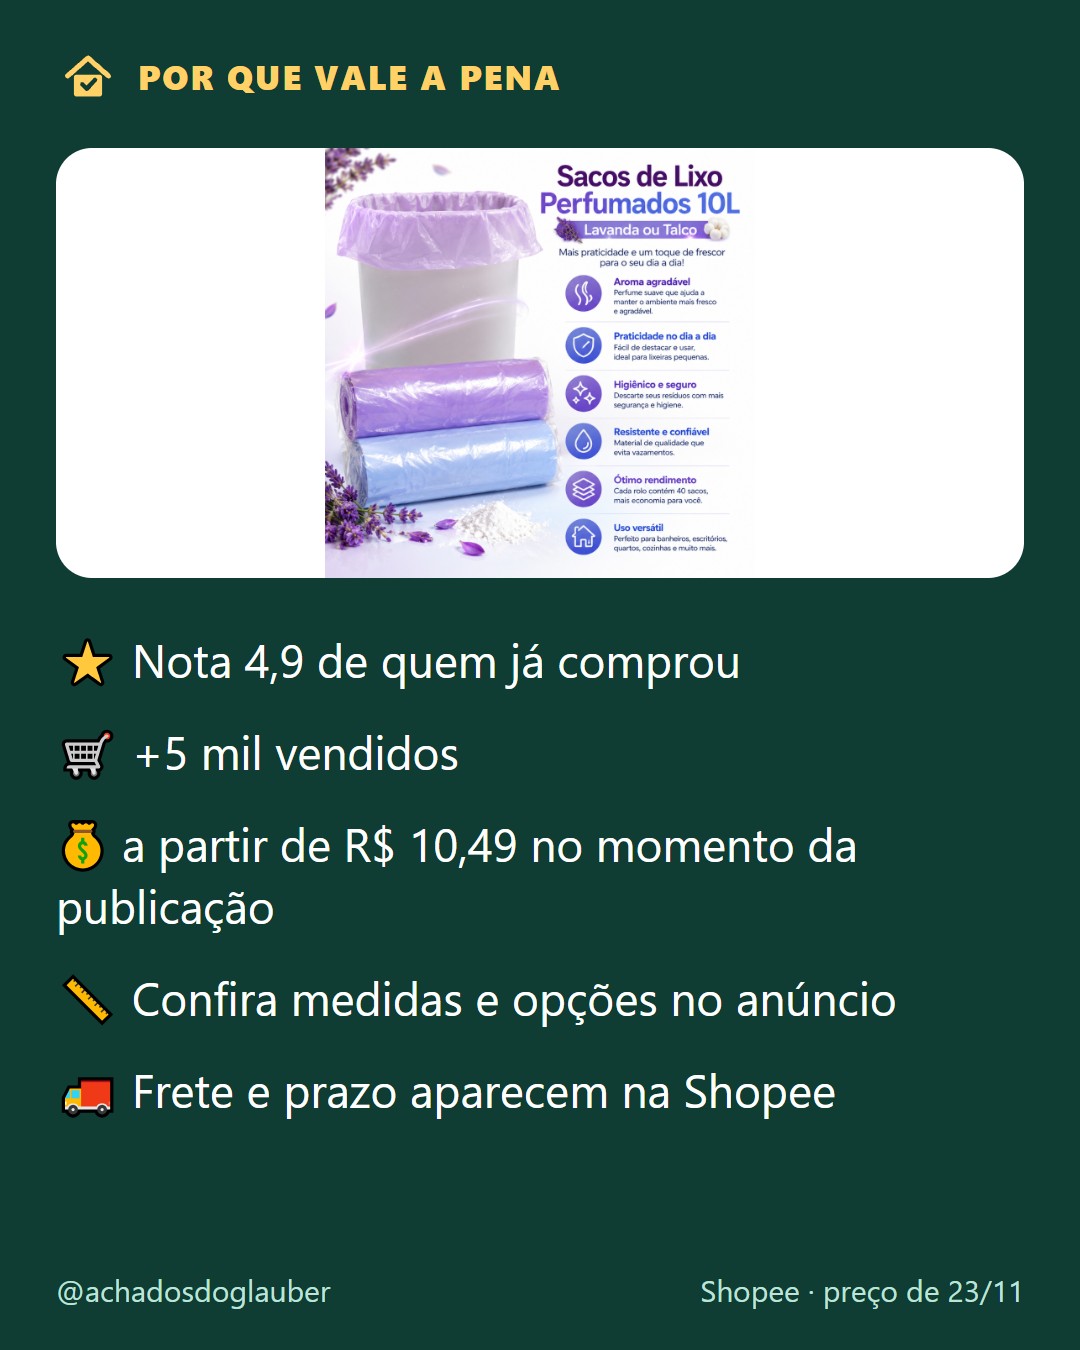 POR QUE VALE A PENA
Sacos de Lixo
Perfumados 10L
Lavanda ou Talco
Mais praticidade e um toque de frescor
para o seu dia a dia!
Aroma agradável
Perfume suave que ajuda a
manter o ambiente mais fresco
e agradável.
Praticidade no dia a dia
Fácil de destacar e usar,
ideal para lixeiras pequenas.
Higiênico e seguro
Descarte seus resíduos com mais
segurança e higiene.
Resistente e confiável
Material de qualidade que
evita vazamentos.
Ótimo rendimento
Cada rolo contém 40 sacos,
mais economia para você.
Uso versátil
Perfeito para banheiros, escritórios,
quartos, cozinhas e muito mais.
⭐ Nota 4,9 de quem já comprou
🛒 +5 mil vendidos
💰 a partir de R$ 10,49 no momento da
publicação
📏 Confira medidas e opções no anúncio
🚚 Frete e prazo aparecem na Shopee
@achadosdoglauber
Shopee · preço de 23/11